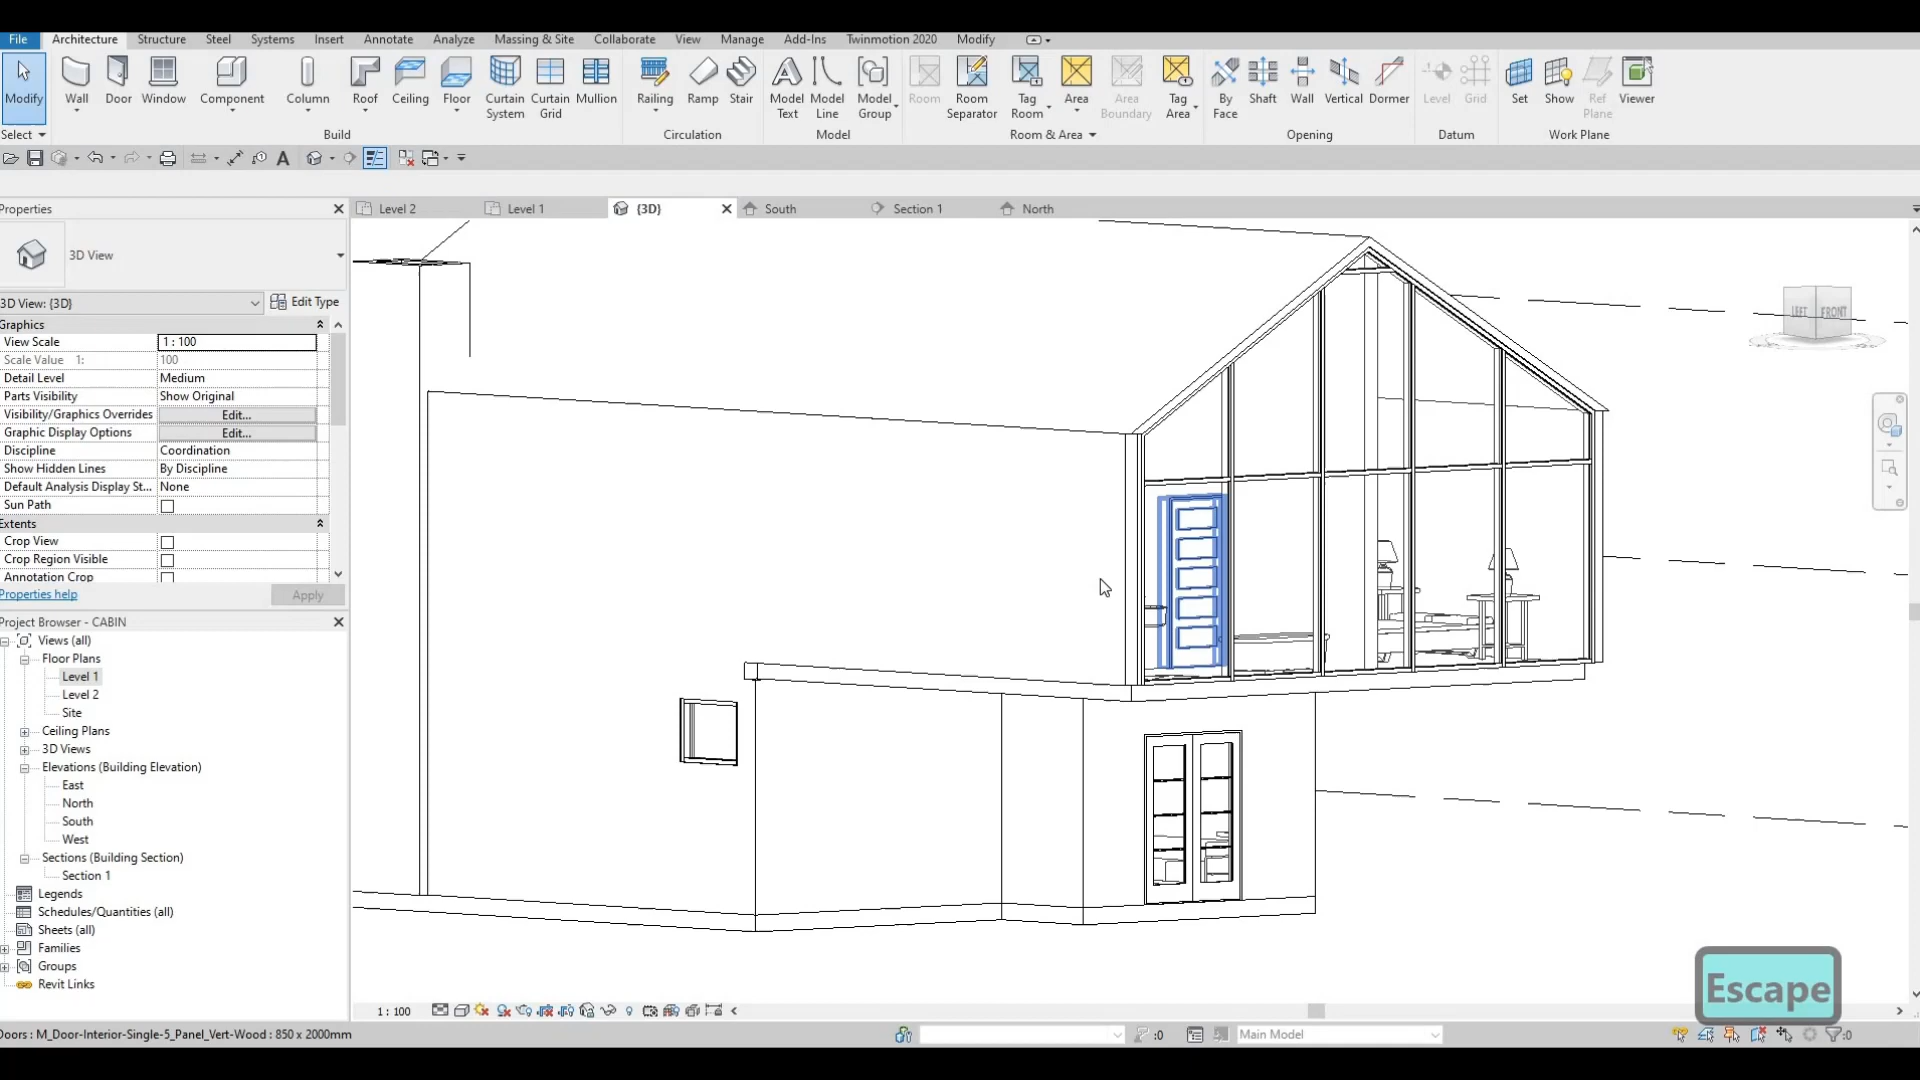 File Architecture Structure Steel Systems Insert Annotate Analyze Massing & Site Collaborate View Manage Add-Ins Twinmotion 2020 Modify
Modify Wall Door Window Component Column Roof Ceiling Floor Curtain System Curtain Grid Mullion Railing Ramp Stair Model Text Model Line Model Group Room Room Separator Tag Room Area Area Boundary Tag Area By Face Shaft Wall Vertical Dormer Level Grid Set Show Ref Plane Viewer
Select Build Circulation Model Room & Area Opening Datum Work Plane
Properties
Level 2 Level 1 {3D} South Section 1 North
3D View
3D View: {3D} Edit Type
Graphics
View Scale 1 : 100
Scale Value 1: 100
Detail Level Medium
Parts Visibility Show Original
Visibility/Graphics Overrides Edit...
Graphic Display Options Edit...
Discipline Coordination
Show Hidden Lines By Discipline
Default Analysis Display St... None
Sun Path
Extents
Crop View
Crop Region Visible
Annotation Crop
Properties help Apply
Project Browser - CABIN
Views (all)
Floor Plans
Level 1
Level 2
Site
Ceiling Plans
3D Views
Elevations (Building Elevation)
East
North
South
West
Sections (Building Section)
Section 1
Legends
Schedules/Quantities (all)
Sheets (all)
Families
Groups
Revit Links
LEFT FRONT
Escape
1 : 100
Doors : M_Door-Interior-Single-5_Panel_Vert-Wood : 850 x 2000mm
:0 Main Model :0